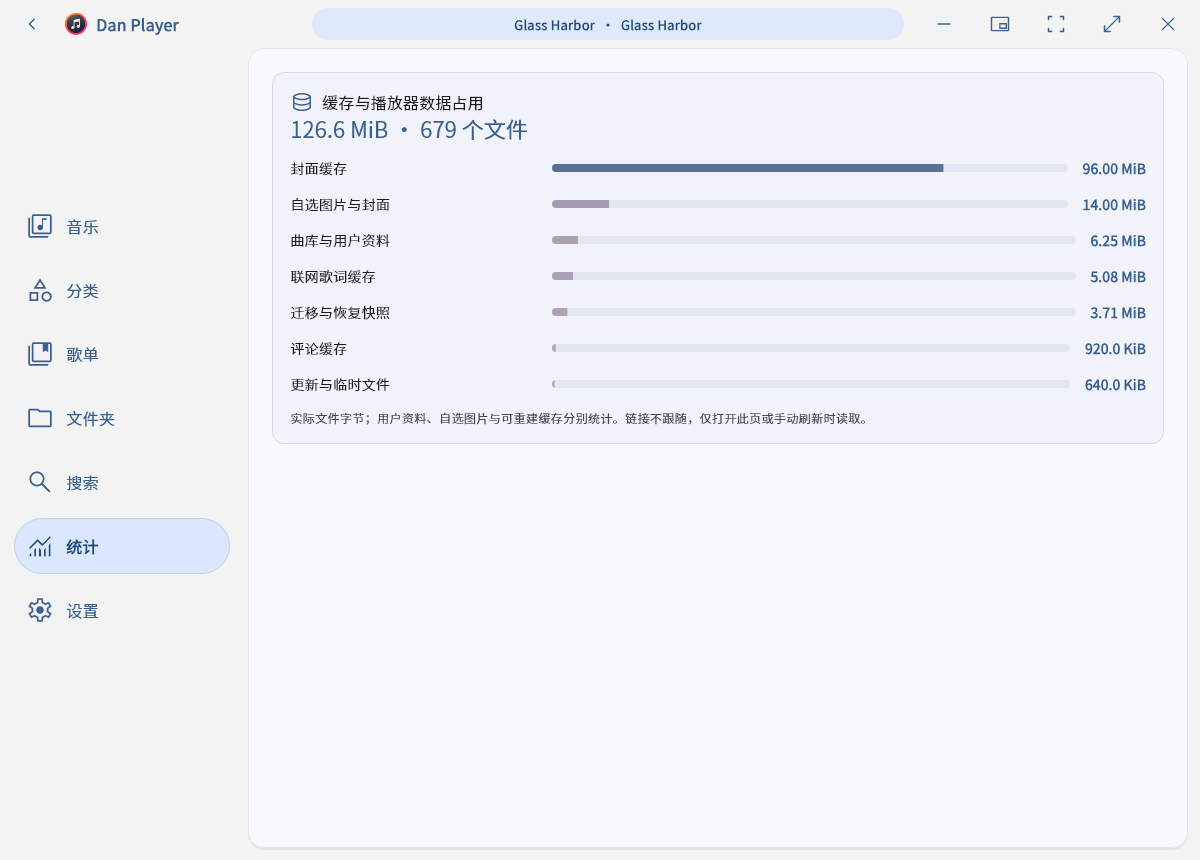 Dan Player
Glass Harbor • Glass Harbor
音乐
分类
歌单
文件夹
搜索
统计
设置
缓存与播放器数据占用
126.6 MiB • 679 个文件
封面缓存 96.00 MiB
自选图片与封面 14.00 MiB
曲库与用户资料 6.25 MiB
联网歌词缓存 5.08 MiB
迁移与恢复快照 3.71 MiB
评论缓存 920.0 KiB
更新与临时文件 640.0 KiB
实际文件字节；用户资料、自选图片与可重建缓存分别统计。链接不跟随，仅打开此页或手动刷新时读取。